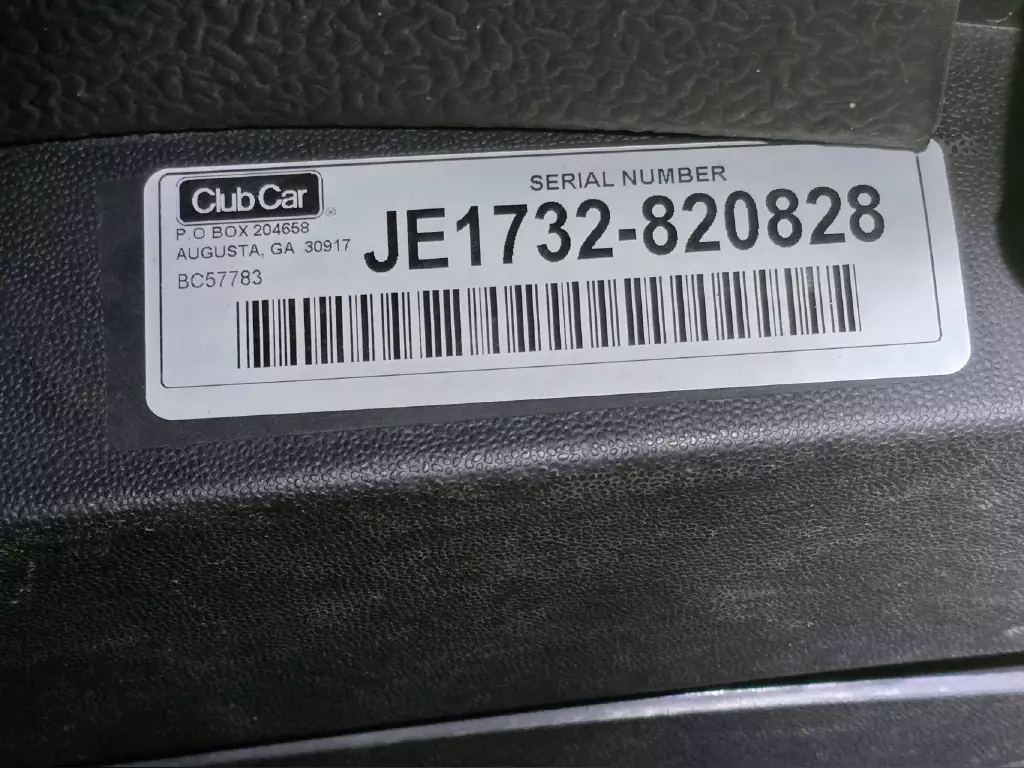 Club Car ®
P.O BOX 204658
AUGUSTA, GA 30917
BC57783
SERIAL NUMBER
JE1732-820828